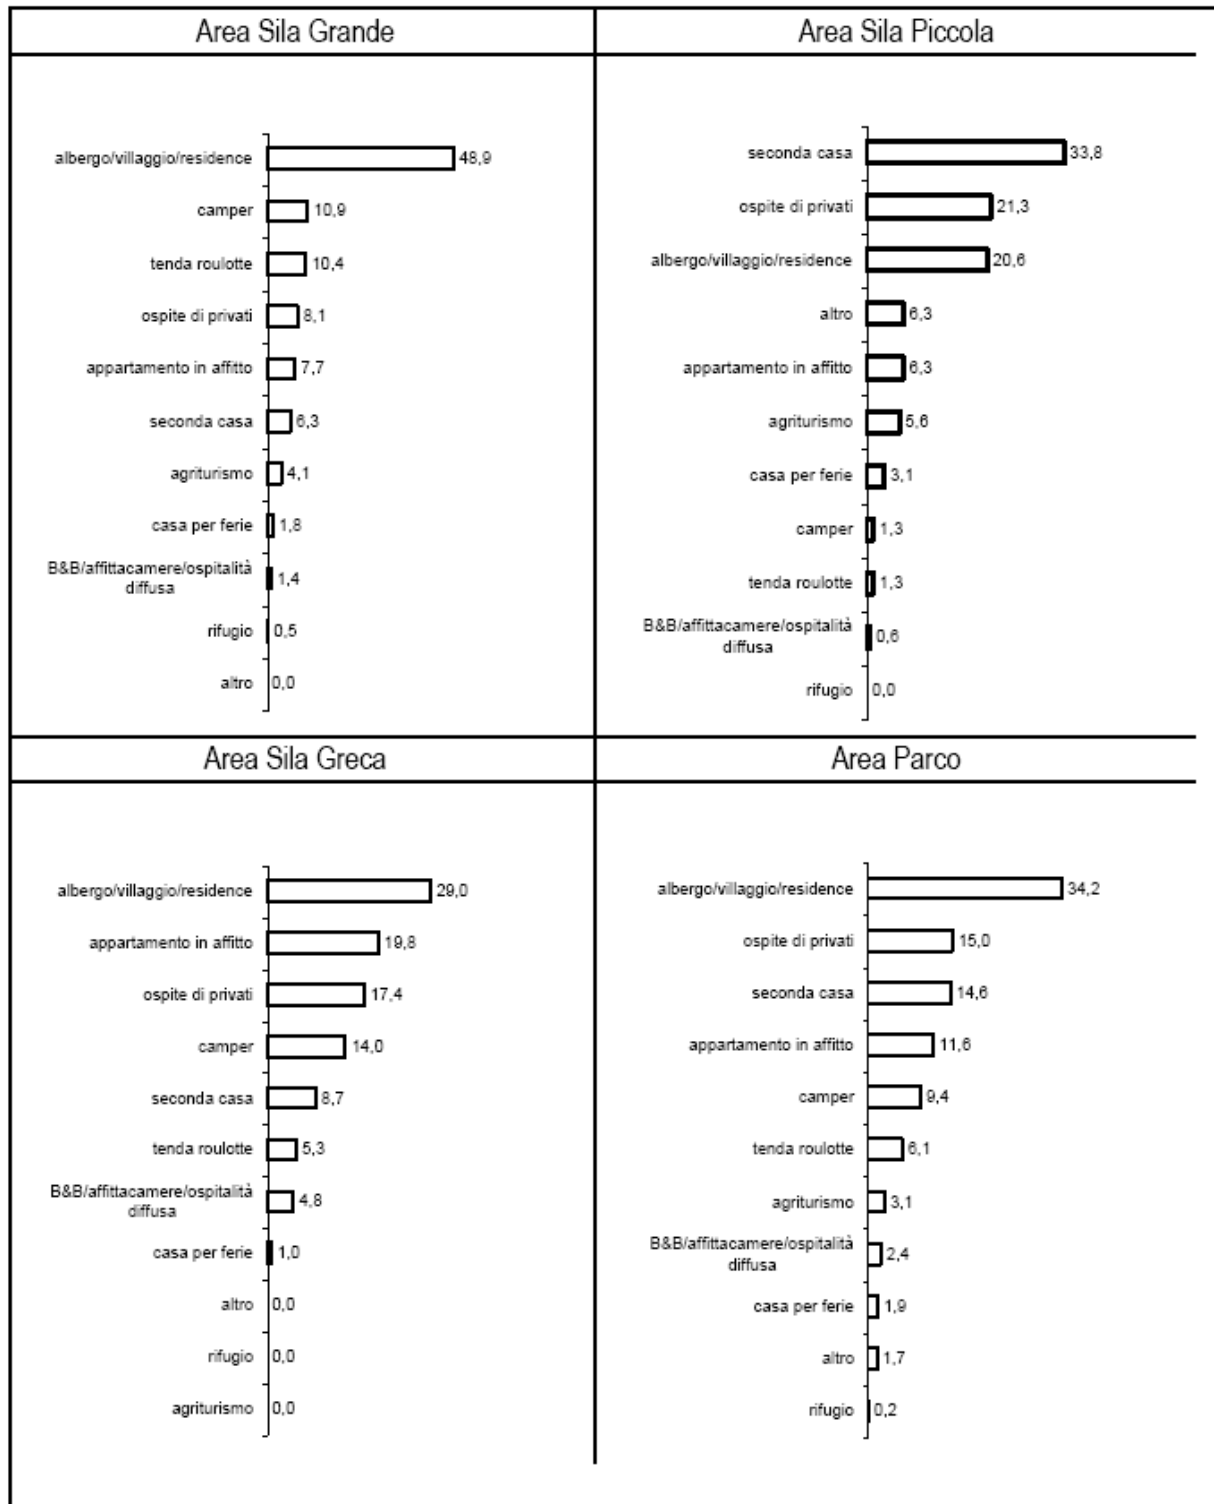 Area Sila Grande
albergo/villaggio/residence 48,9
camper 10,9
tenda roulotte 10,4
ospite di privati 8,1
appartamento in affitto 7,7
seconda casa 6,3
agriturismo 4,1
casa per ferie 1,8
B&B/affittacamere/ospitalità
diffusa 1,4
rifugio 0,5
altro 0,0
Area Sila Piccola
seconda casa 33,8
ospite di privati 21,3
albergo/villaggio/residence 20,6
altro 6,3
appartamento in affitto 6,3
agriturismo 5,6
casa per ferie 3,1
camper 1,3
tenda roulotte 1,3
B&B/affittacamere/ospitalità
diffusa 0,6
rifugio 0,0
Area Sila Greca
albergo/villaggio/residence 29,0
appartamento in affitto 19,8
ospite di privati 17,4
camper 14,0
seconda casa 8,7
tenda roulotte 5,3
B&B/affittacamere/ospitalità
diffusa 4,8
casa per ferie 1,0
altro 0,0
rifugio 0,0
agriturismo 0,0
Area Parco
albergo/villaggio/residence 34,2
ospite di privati 15,0
seconda casa 14,6
appartamento in affitto 11,6
camper 9,4
tenda roulotte 6,1
agriturismo 3,1
B&B/affittacamere/ospitalità
diffusa 2,4
casa per ferie 1,9
altro 1,7
rifugio 0,2